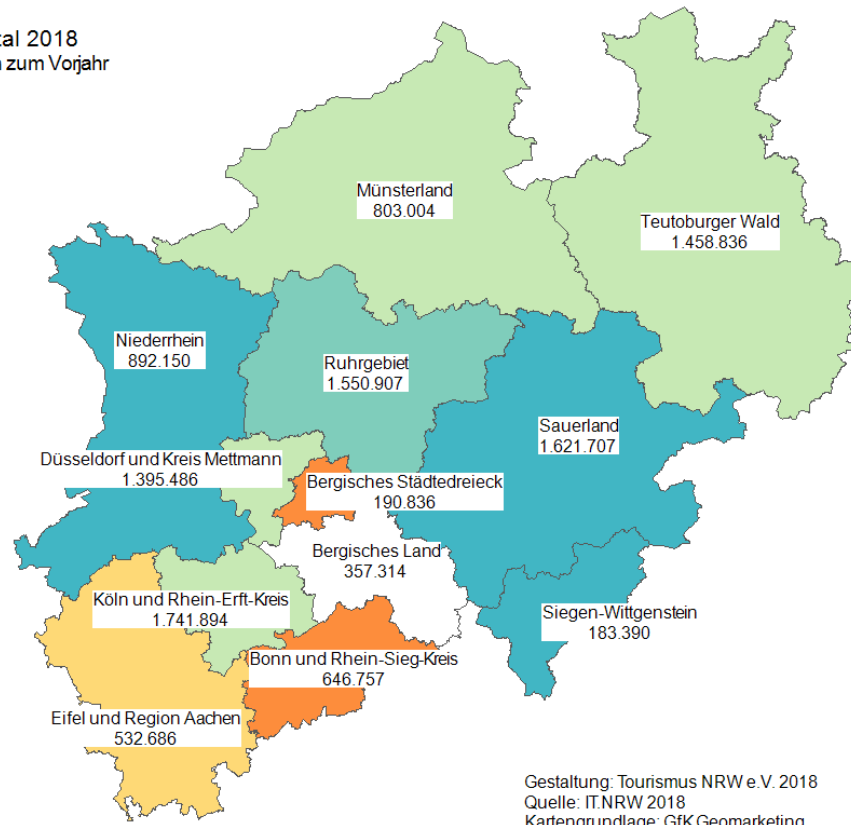 2018
zum Vorjahr
Münsterland
803.004
Teutoburger Wald
1.458.836
Niederrhein
892.150
Ruhrgebiet
1.550.907
Sauerland
1.621.707
Düsseldorf und Kreis Mettmann
1.395.486
Bergisches Städtedreieck
190.836
Bergisches Land
357.314
Köln und Rhein-Erft-Kreis
1.741.894
Siegen-Wittgenstein
183.390
Bonn und Rhein-Sieg-Kreis
646.757
Eifel und Region Aachen
532.686
Gestaltung: Tourismus NRW e.V. 2018
Quelle: IT.NRW 2018
Kartengrundlage: GfK Geomarketing